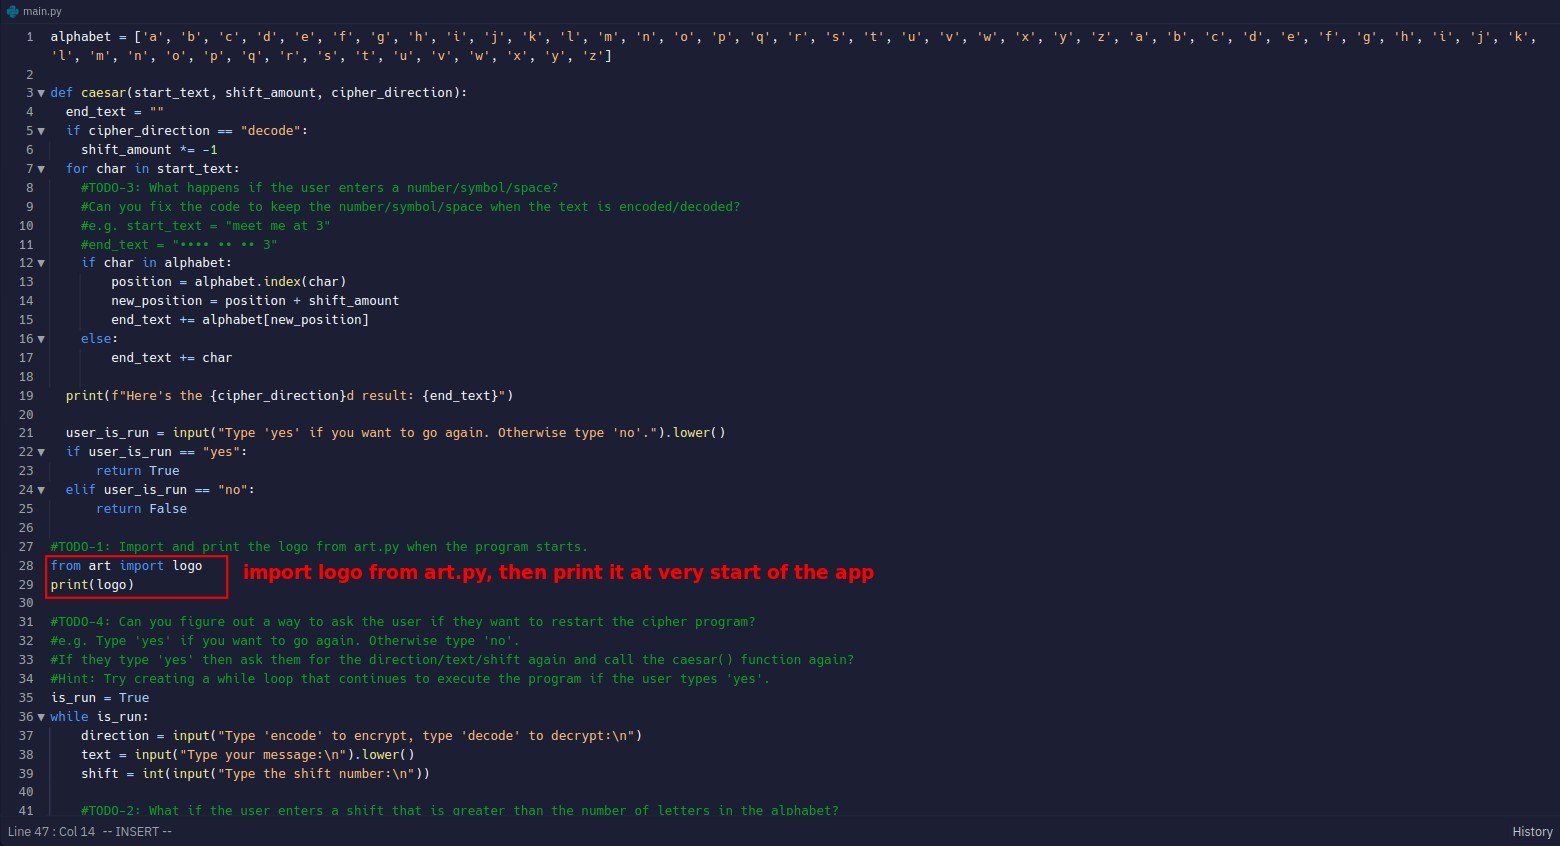 main.py
1 alphabet = ['a', 'b', 'c', 'd', 'e', 'f', 'g', 'h', 'i', 'j', 'k', 'l', 'm', 'n', 'o', 'p', 'q', 'r', 's', 't', 'u', 'v', 'w', 'x', 'y', 'z', 'a', 'b', 'c', 'd', 'e', 'f', 'g', 'h', 'i', 'j', 'k',
'l', 'm', 'n', 'o', 'p', 'q', 'r', 's', 't', 'u', 'v', 'w', 'x', 'y', 'z']
2
3 def caesar(start_text, shift_amount, cipher_direction):
4 end_text = ""
5 if cipher_direction == "decode":
6 shift_amount *= -1
7 for char in start_text:
8 #TODO-3: What happens if the user enters a number/symbol/space?
9 #Can you fix the code to keep the number/symbol/space when the text is encoded/decoded?
10 #e.g. start_text = "meet me at 3"
11 #end_text = "•••• •• •• 3"
12 if char in alphabet:
13 position = alphabet.index(char)
14 new_position = position + shift_amount
15 end_text += alphabet[new_position]
16 else:
17 end_text += char
18
19 print(f"Here's the {cipher_direction}d result: {end_text}")
20
21 user_is_run = input("Type 'yes' if you want to go again. Otherwise type 'no'.").lower()
22 if user_is_run == "yes":
23 return True
24 elif user_is_run == "no":
25 return False
26
27 #TODO-1: Import and print the logo from art.py when the program starts.
28 from art import logo
29 print(logo)
import logo from art.py, then print it at very start of the app
30
31 #TODO-4: Can you figure out a way to ask the user if they want to restart the cipher program?
32 #e.g. Type 'yes' if you want to go again. Otherwise type 'no'.
33 #If they type 'yes' then ask them for the direction/text/shift again and call the caesar() function again?
34 #Hint: Try creating a while loop that continues to execute the program if the user types 'yes'.
35 is_run = True
36 while is_run:
37 direction = input("Type 'encode' to encrypt, type 'decode' to decrypt:\n")
38 text = input("Type your message:\n").lower()
39 shift = int(input("Type the shift number:\n"))
40
41 #TODO-2: What if the user enters a shift that is greater than the number of letters in the alphabet?
Line 47 : Col 14 -- INSERT --
History